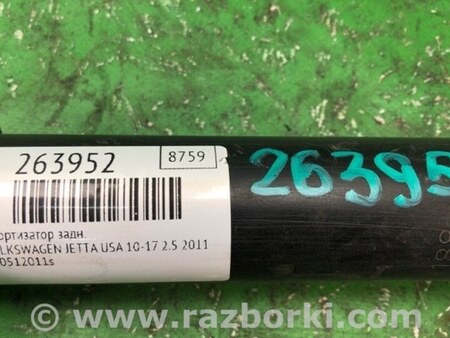 263952
8759
ортизатор задн.
LKSWAGEN JETTA USA 10-17 2.5 2011
0512011s
26395
www.razborki.com